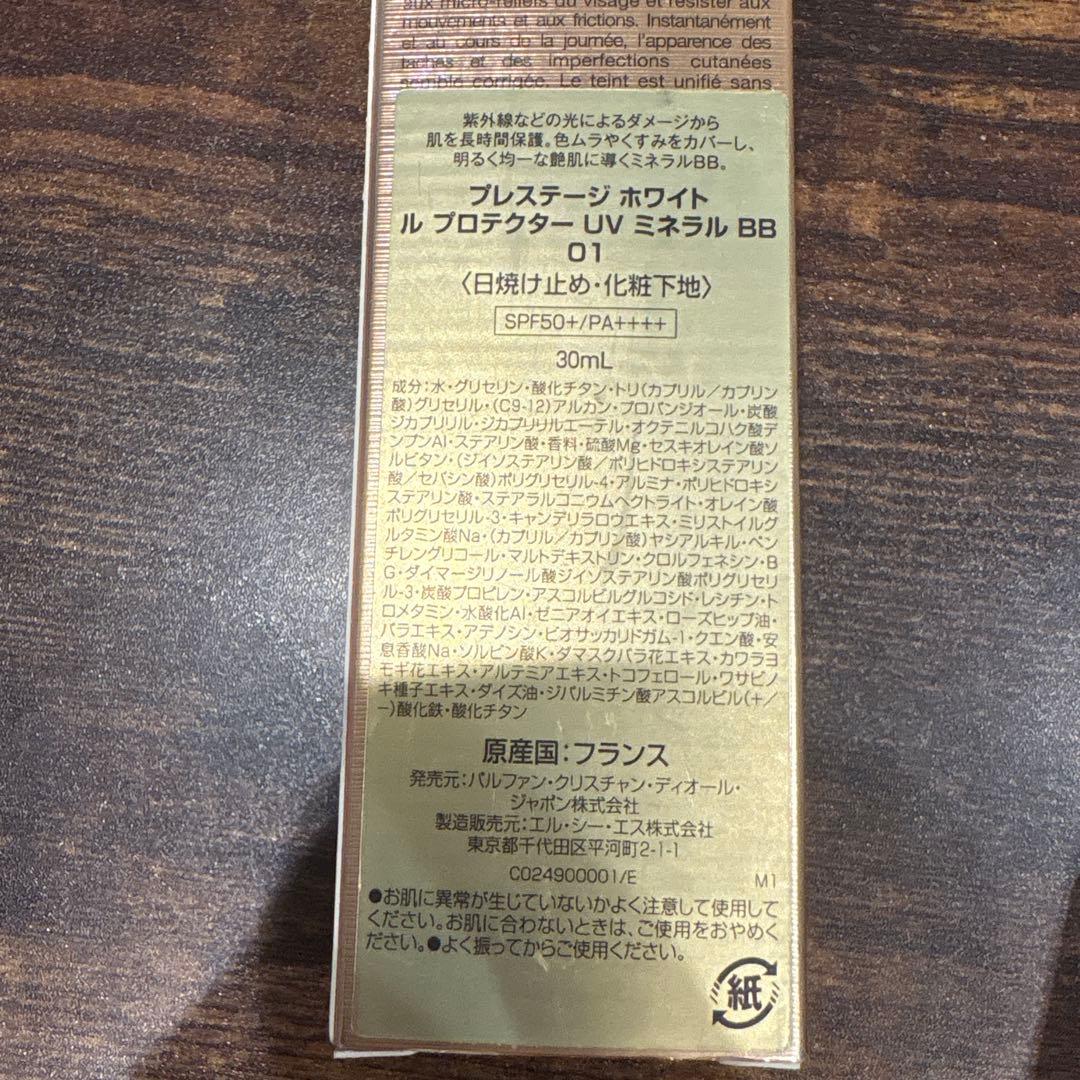 aux micro-reliefs du visage et résister aux
mouvements et aux frictions. Instantanément
et au cours de la journée, l'apparence des
taches et des imperfections cutanées
semble corrigée. Le teint est unifié sans
紫外線などの光によるダメージから
肌を長時間保護。色ムラやくすみをカバーし、
明るく均一な艶肌に導くミネラルBB。
プレステージ ホワイト
ル プロテクター UV ミネラル BB
01
〈日焼け止め・化粧下地〉
SPF50+/PA++++
30mL
成分:水・グリセリン・酸化チタン・トリ(カプリル/カプリン
酸)グリセリル・(C9-12)アルカン・プロパンジオール・炭酸
ジカプリリル・ジカプリリルエーテル・オクテニルコハク酸デ
ンプンAl・ステアリン酸・香料・硫酸Mg・セスキオレイン酸ソ
ルビタン・(ジイソステアリン酸/ポリヒドロキシステアリン
酸/セバシン酸)ポリグリセリル-4・アルミナ・ポリヒドロキシ
ステアリン酸・ステアラルコニウムヘクトライト・オレイン酸
ポリグリセリル-3・キャンデリラロウエキス・ミリストイルグ
ルタミン酸Na・(カプリル/カプリン酸)ヤシアルキル・ペン
チレングリコール・マルトデキストリン・クロルフェネシン・B
G・ダイマージリノール酸ジイソステアリン酸ポリグリセリ
ル-3・炭酸プロピレン・アスコルビルグルコシド・レシチン・ト
ロメタミン・水酸化Al・ゼニアオイエキス・ローズヒップ油・
バラエキス・アデノシン・ビオサッカリドガム-1・クエン酸・安
息香酸Na・ソルビン酸K・ダマスクバラ花エキス・カワラヨ
モギ花エキス・アルテミアエキス・トコフェロール・ワサビノ
キ種子エキス・ダイズ油・ジパルミチン酸アスコルビル(+/
-)酸化鉄・酸化チタン
原産国:フランス
発売元:パルファン・クリスチャン・ディオール・
ジャポン株式会社
製造販売元:エル・シー・エス株式会社
東京都千代田区平河町2-1-1
C024900001/E
M1
●お肌に異常が生じていないかよく注意して使用して
ください。お肌に合わないときは、ご使用をおやめく
ださい。●よく振ってからご使用ください。
紙